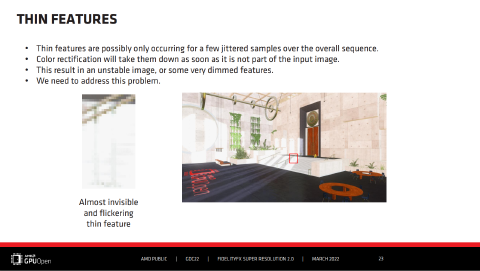 THIN FEATURES
• Thin features are possibly only occurring for a few jittered samples over the overall sequence.
• Color rectification will take them down as soon as it is not part of the input image.
• This result in an unstable image, or some very dimmed features.
• We need to address this problem.
Almost invisible
and flickering
thin feature
AMD
GPUOpen
AMD PUBLIC | GDC22 | FIDELITYFX SUPER RESOLUTION 2.0 | MARCH 2022
23